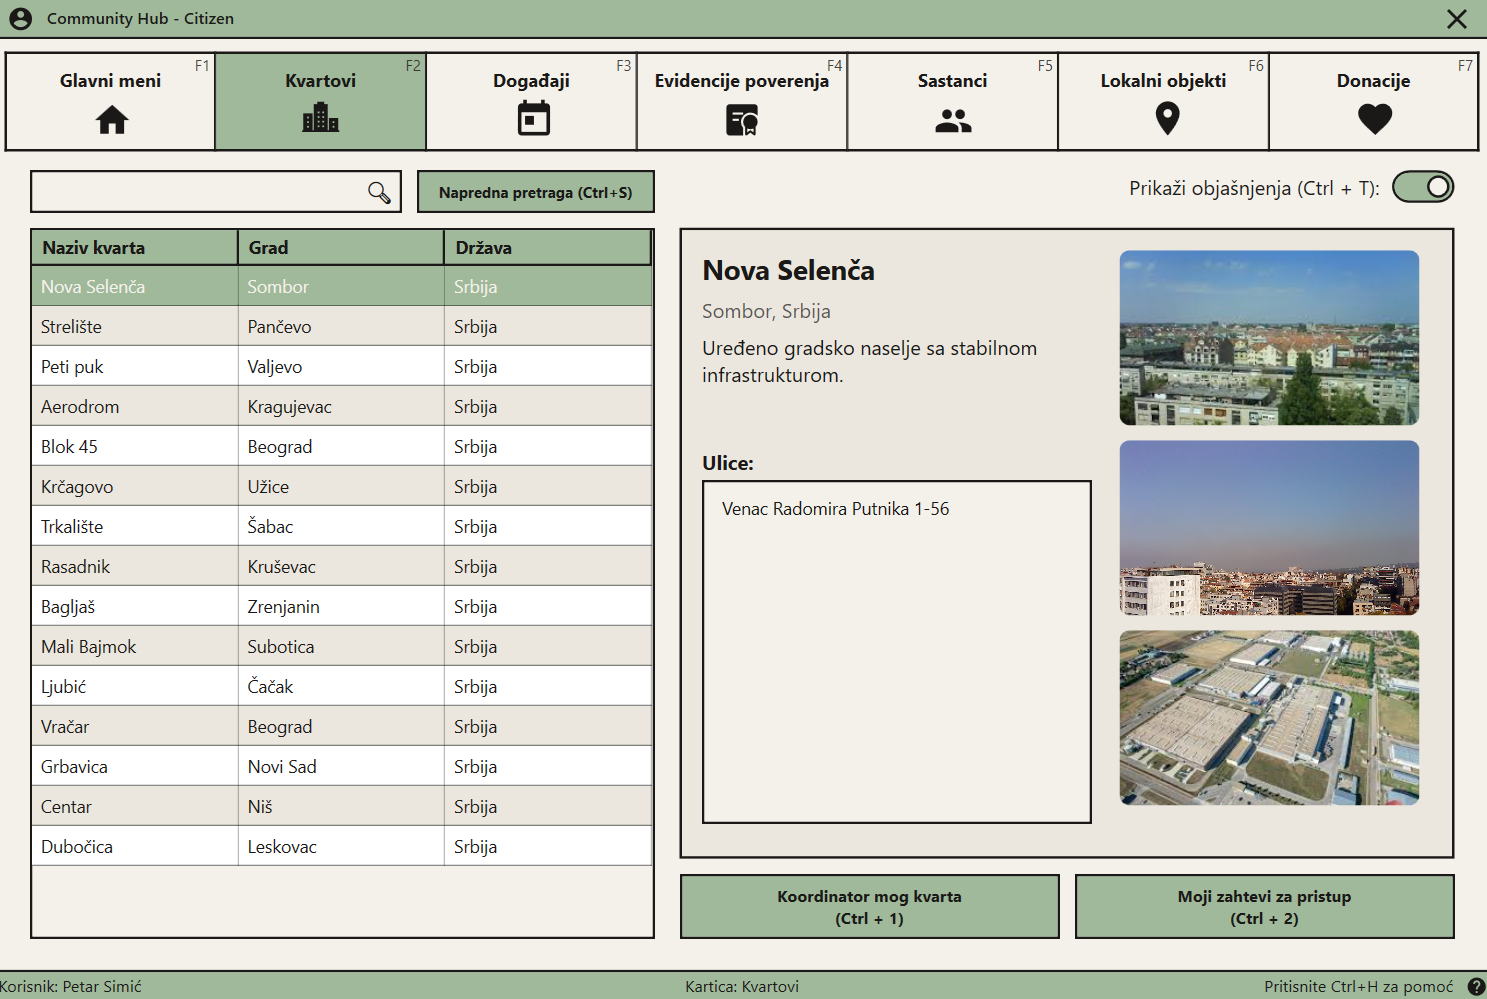 Community Hub - Citizen
Glavni meni F1
Kvartovi F2
Događaji F3
Evidencije poverenja F4
Sastanci F5
Lokalni objekti F6
Donacije F7
Napredna pretraga (Ctrl+S)
Prikaži objašnjenja (Ctrl + T):
Naziv kvarta Grad Država
Nova Selenča Sombor Srbija
Strelište Pančevo Srbija
Peti puk Valjevo Srbija
Aerodrom Kragujevac Srbija
Blok 45 Beograd Srbija
Krčagovo Užice Srbija
Trkalište Šabac Srbija
Rasadnik Kruševac Srbija
Bagljaš Zrenjanin Srbija
Mali Bajmok Subotica Srbija
Ljubić Čačak Srbija
Vračar Beograd Srbija
Grbavica Novi Sad Srbija
Centar Niš Srbija
Dubočica Leskovac Srbija
Nova Selenča
Sombor, Srbija
Uređeno gradsko naselje sa stabilnom
infrastrukturom.
Ulice:
Venac Radomira Putnika 1-56
Koordinator mog kvarta
(Ctrl + 1)
Moji zahtevi za pristup
(Ctrl + 2)
Korisnik: Petar Simić
Kartica: Kvartovi
Pritisnite Ctrl+H za pomoć